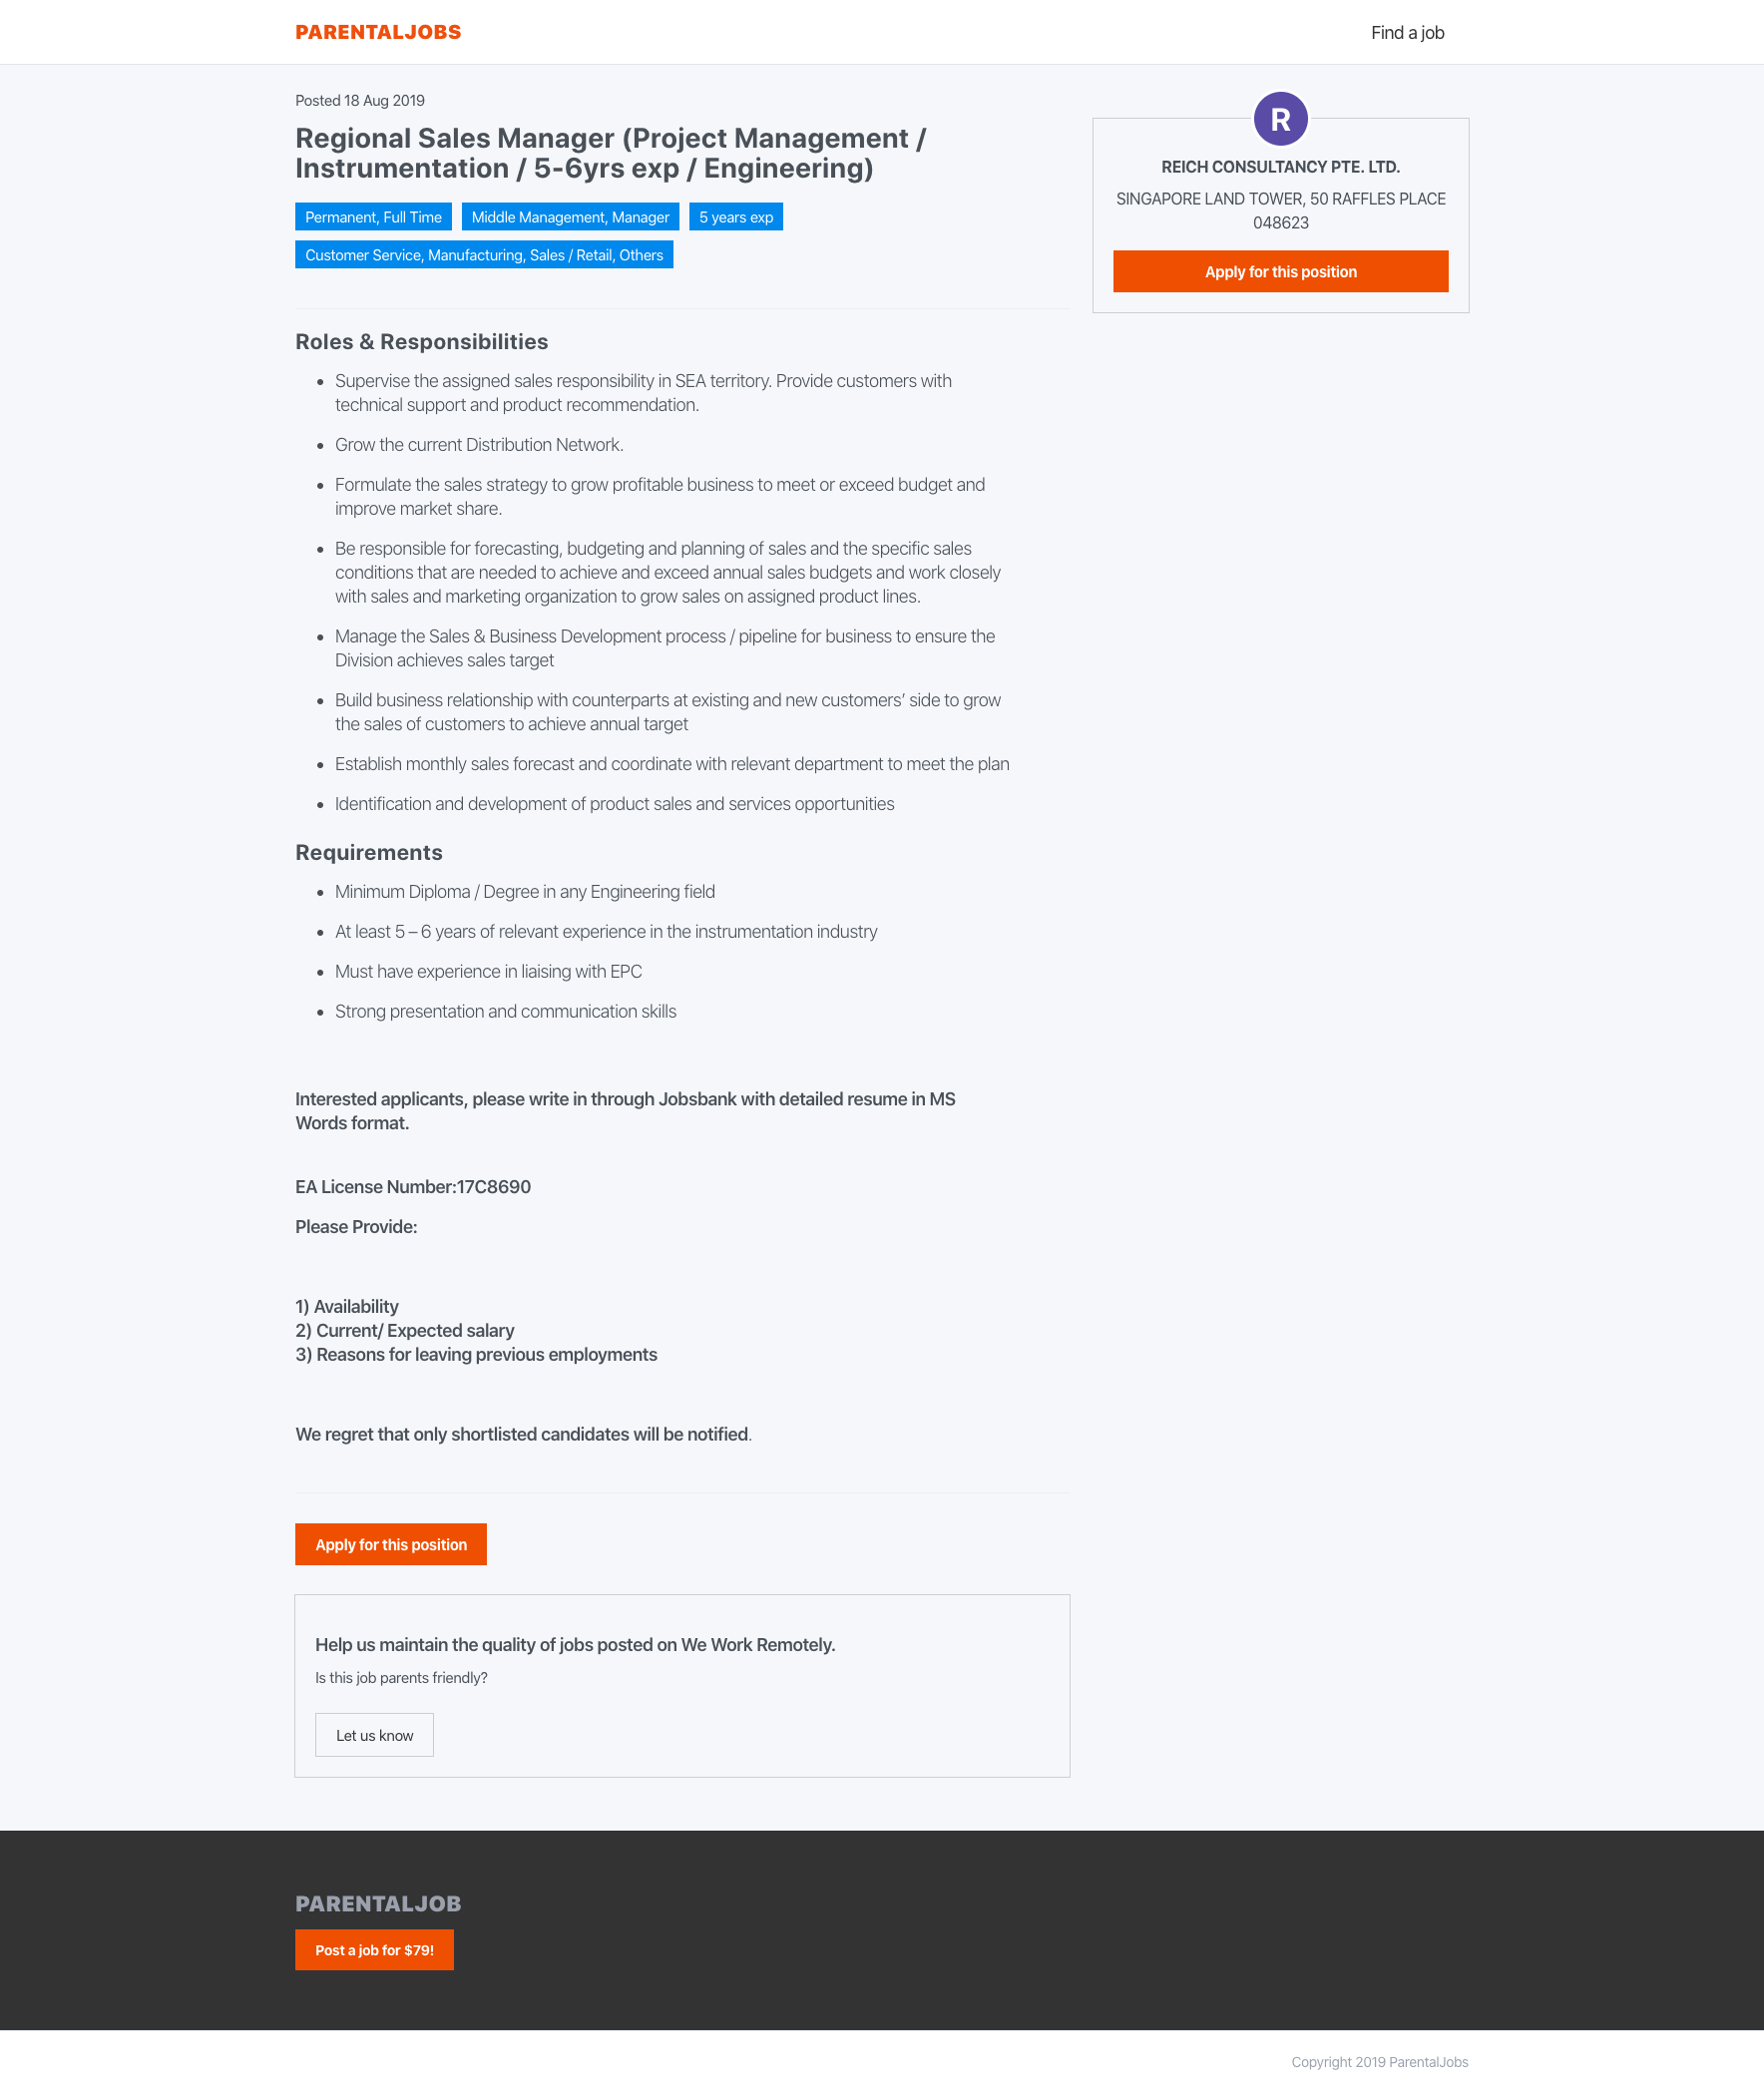 PARENTALJOBS
Find a job
Posted 18 Aug 2019
Regional Sales Manager (Project Management /
Instrumentation / 5-6yrs exp / Engineering)
Permanent, Full Time
Middle Management, Manager
5 years exp
Customer Service, Manufacturing, Sales / Retail, Others
R
REICH CONSULTANCY PTE. LTD.
SINGAPORE LAND TOWER, 50 RAFFLES PLACE
048623
Apply for this position
Roles & Responsibilities
• Supervise the assigned sales responsibility in SEA territory. Provide customers with
technical support and product recommendation.
• Grow the current Distribution Network.
• Formulate the sales strategy to grow profitable business to meet or exceed budget and
improve market share.
• Be responsible for forecasting, budgeting and planning of sales and the specific sales
conditions that are needed to achieve and exceed annual sales budgets and work closely
with sales and marketing organization to grow sales on assigned product lines.
• Manage the Sales & Business Development process / pipeline for business to ensure the
Division achieves sales target
• Build business relationship with counterparts at existing and new customers’ side to grow
the sales of customers to achieve annual target
• Establish monthly sales forecast and coordinate with relevant department to meet the plan
• Identification and development of product sales and services opportunities
Requirements
• Minimum Diploma / Degree in any Engineering field
• At least 5 – 6 years of relevant experience in the instrumentation industry
• Must have experience in liaising with EPC
• Strong presentation and communication skills
Interested applicants, please write in through Jobsbank with detailed resume in MS
Words format.
EA License Number:17C8690
Please Provide:
1) Availability
2) Current/ Expected salary
3) Reasons for leaving previous employments
We regret that only shortlisted candidates will be notified.
Apply for this position
Help us maintain the quality of jobs posted on We Work Remotely.
Is this job parents friendly?
Let us know
PARENTALJOB
Post a job for $79!
Copyright 2019 ParentalJobs